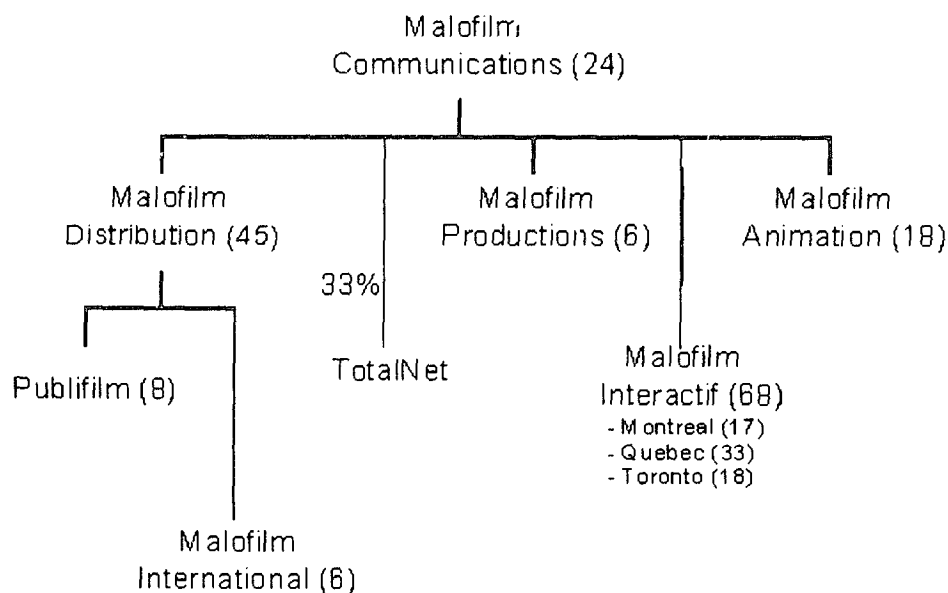 Malofilm
Communications (24)
Malofilm
Distribution (45)
Malofilm
Productions (6)
Malofilm
Animation (18)
33%
TotalNet
Malofilm
Interactif (68)
- Montreal (17)
- Quebec (33)
- Toronto (18)
Publifilm (8)
Malofilm
International (6)